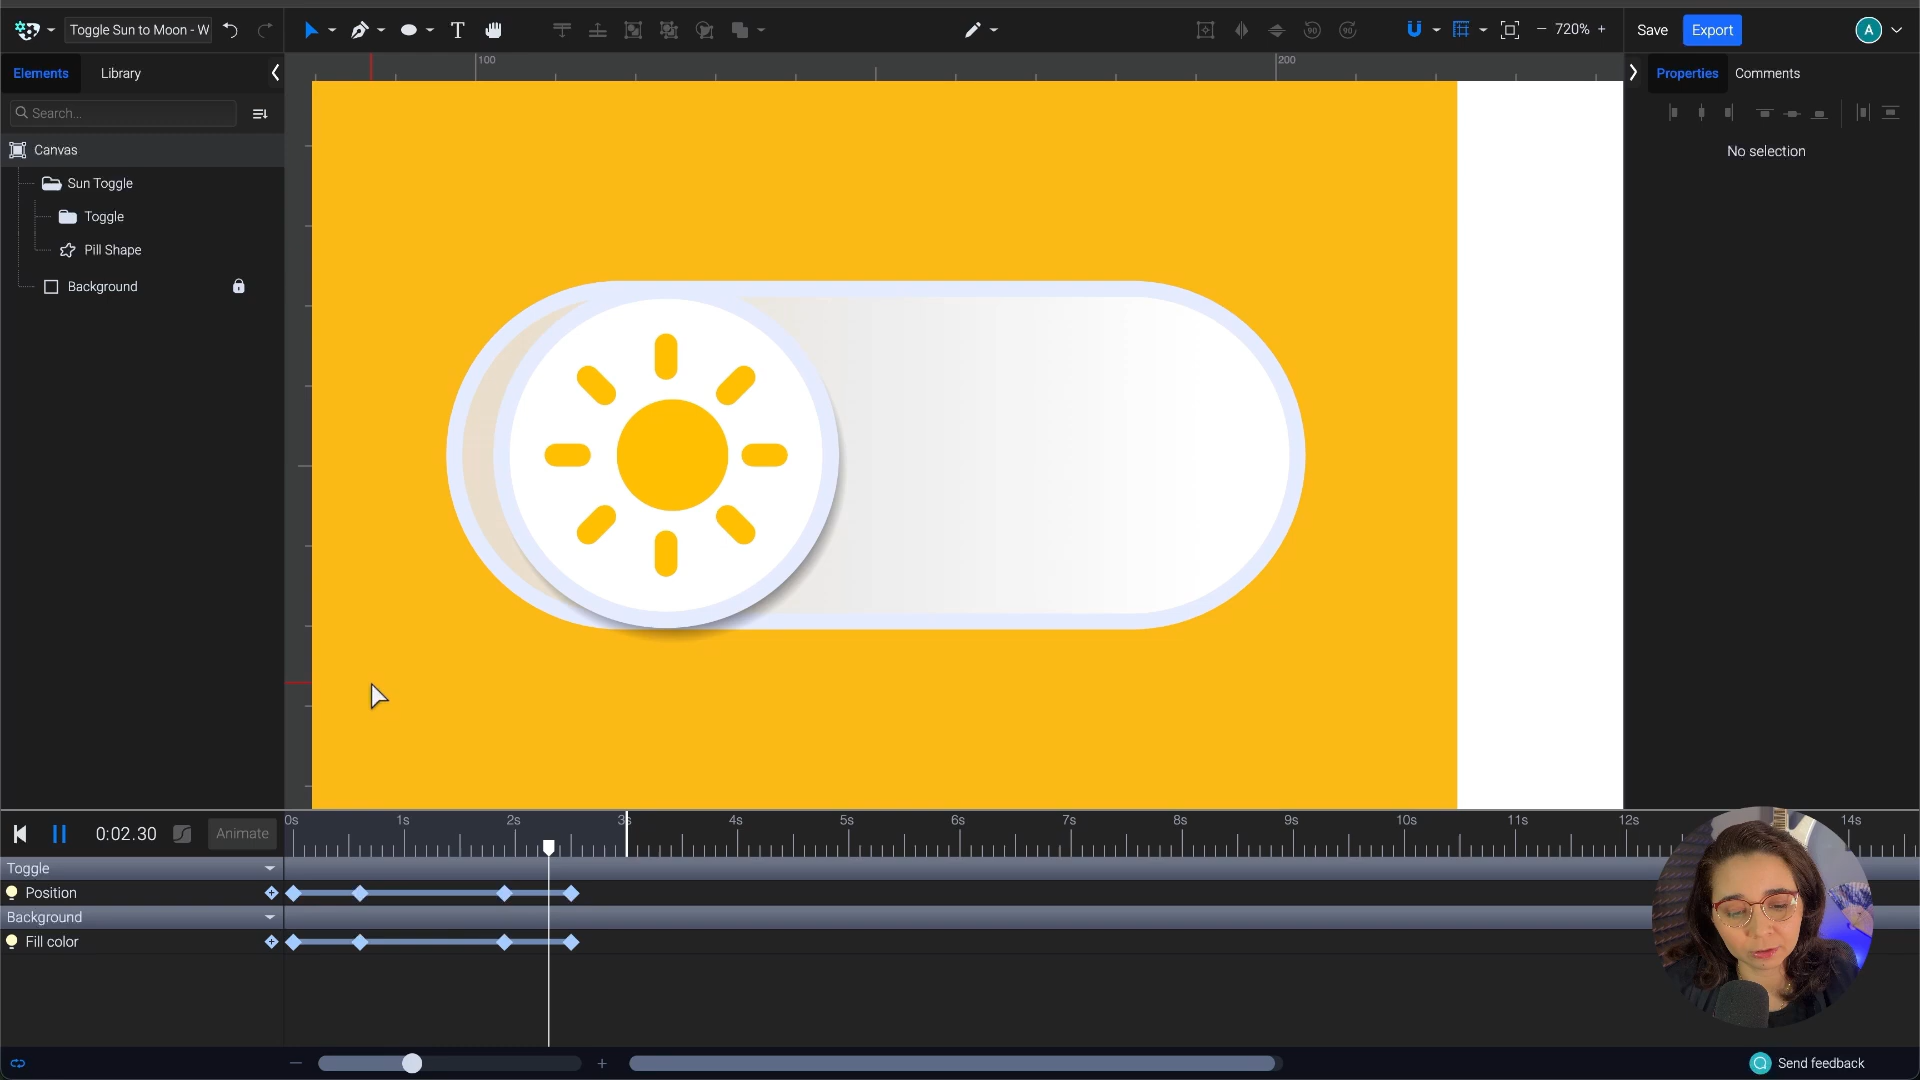 Toggle Sun to Moon - W
T
720%
Save
Export
A
Elements
Library
100
200
Properties
Comments
Search...
Canvas
No selection
Sun Toggle
Toggle
Pill Shape
Background
0:02.30
Animate
0s
1s
2s
3s
4s
5s
6s
7s
8s
9s
10s
11s
12s
14s
Toggle
Position
Background
Fill color
Send feedback